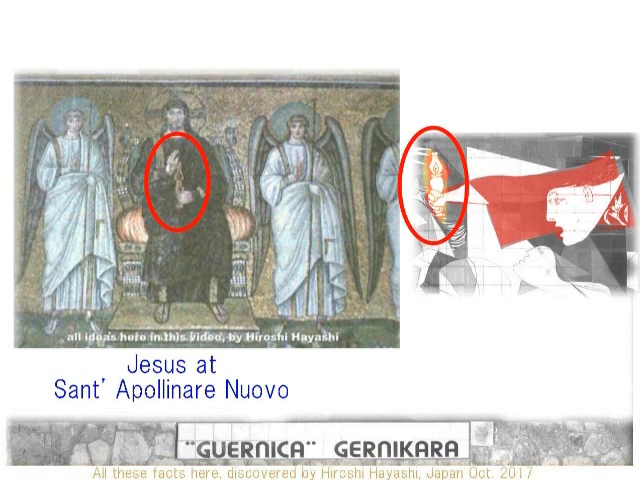 all ideas here in this video, by Hiroshi Hayashi
Jesus at
Sant' Apollinare Nuovo
"GUERNICA" GERNIKARA
All these facts here, discovered by Hiroshi Hayashi, Japan Oct. 2017